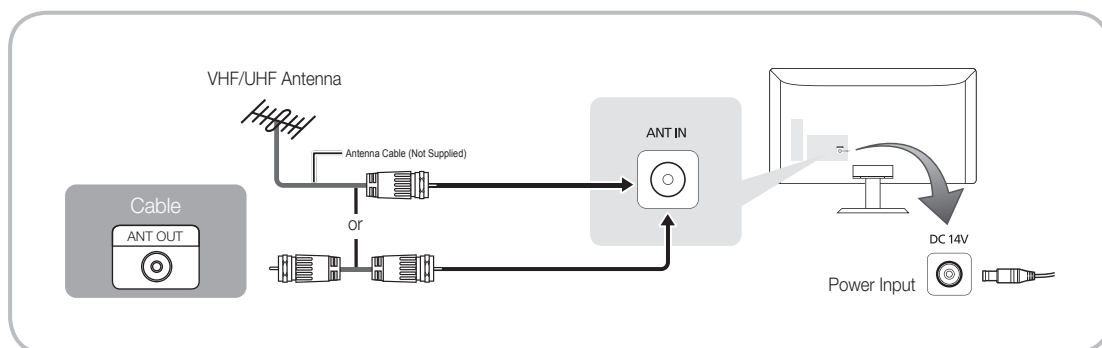 VHF/UHF Antenna
Antenna Cable (Not Supplied)
ANT IN
Cable
ANT OUT
or
DC 14V
Power Input